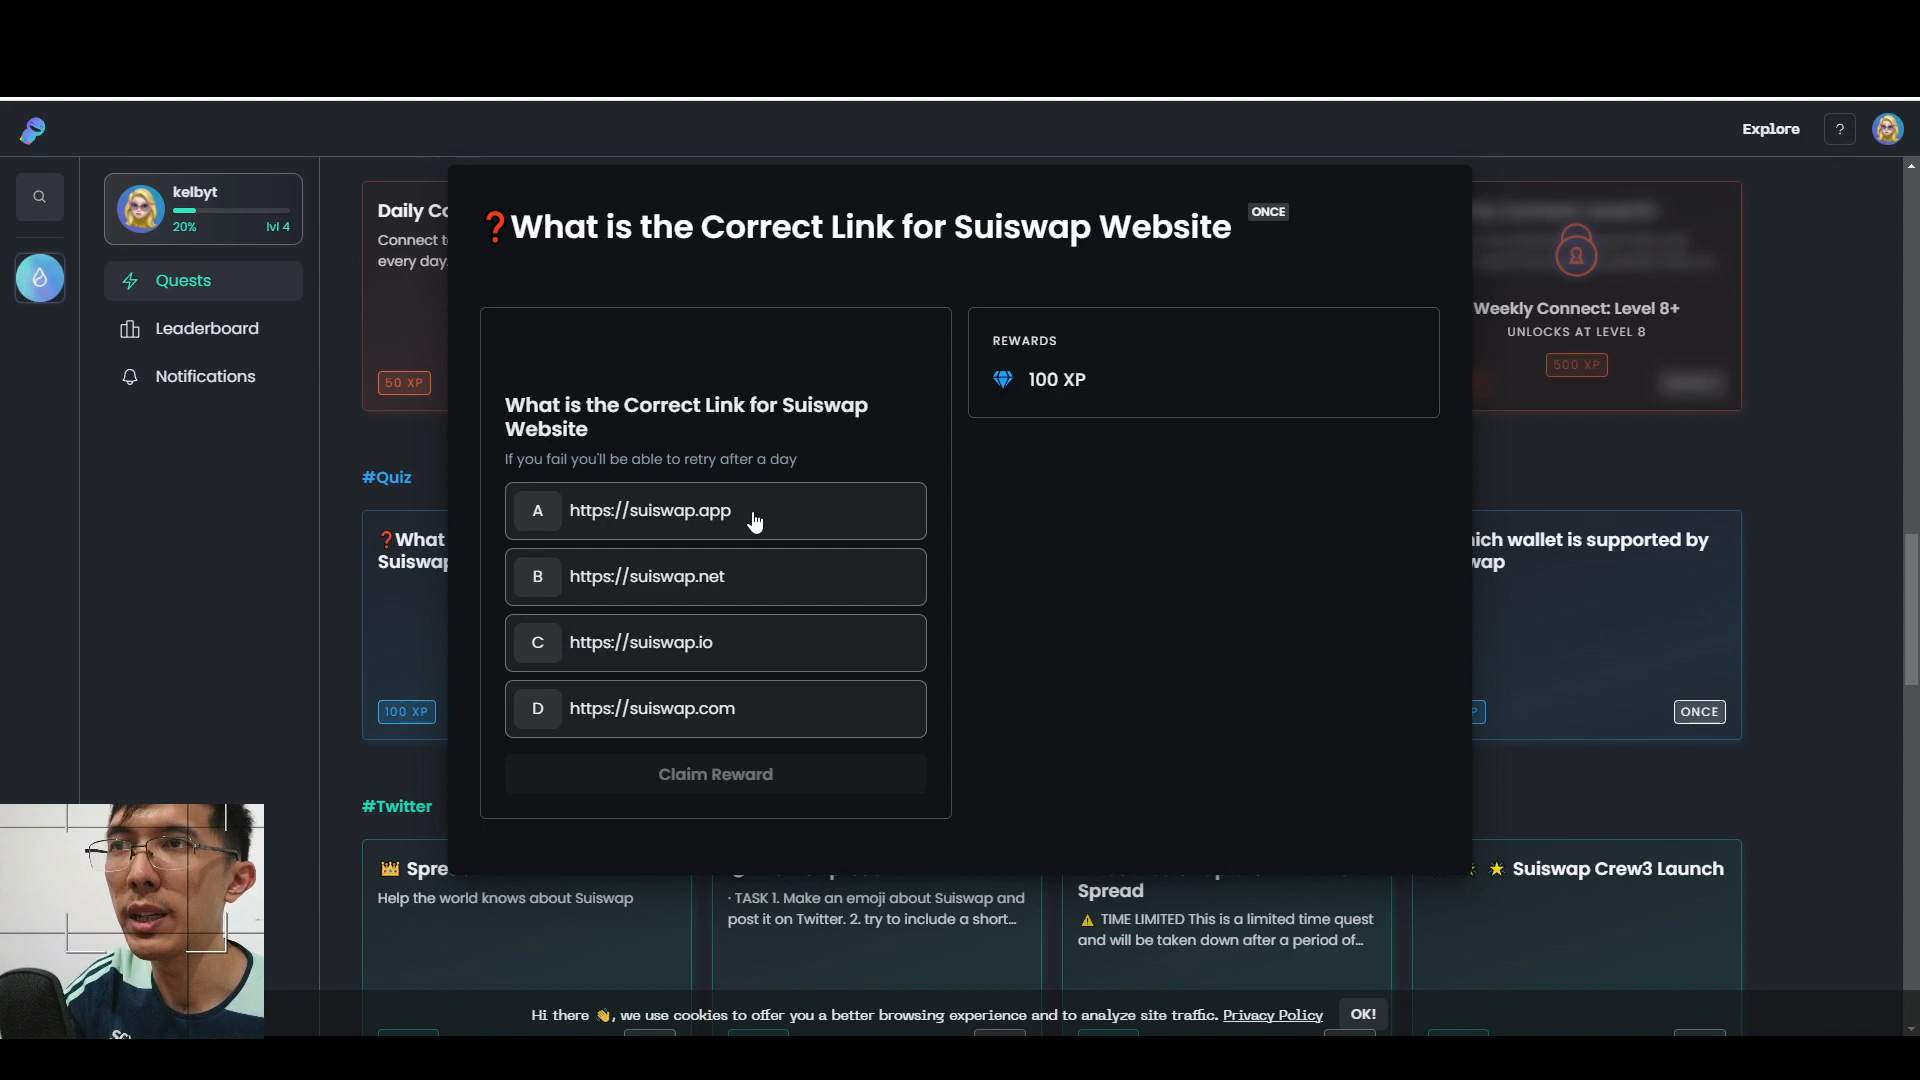 Explore
?
kelbyt
20%
lvl 4
Quests
Leaderboard
Notifications
Daily
Connect
every day.
50 XP
❓What is the Correct Link for Suiswap Website
ONCE
What is the Correct Link for Suiswap
Website
If you fail you'll be able to retry after a day
A https://suiswap.app
B https://suiswap.net
C https://suiswap.io
D https://suiswap.com
Claim Reward
REWARDS
100 XP
Weekly Connect: Level 8+
UNLOCKS AT LEVEL 8
500 XP
#Quiz
❓What
100 XP
wallet is supported by
ONCE
#Twitter
Help the world knows about Suiswap
- TASK 1. Make an emoji about Suiswap and
post it on Twitter. 2. try to include a short...
Spread
⚠ TIME LIMITED This is a limited time quest
and will be taken down after a period of...
🌟 Suiswap Crew3 Launch
Hi there 👋, we use cookies to offer you a better browsing experience and to analyze site traffic. Privacy Policy
OK!